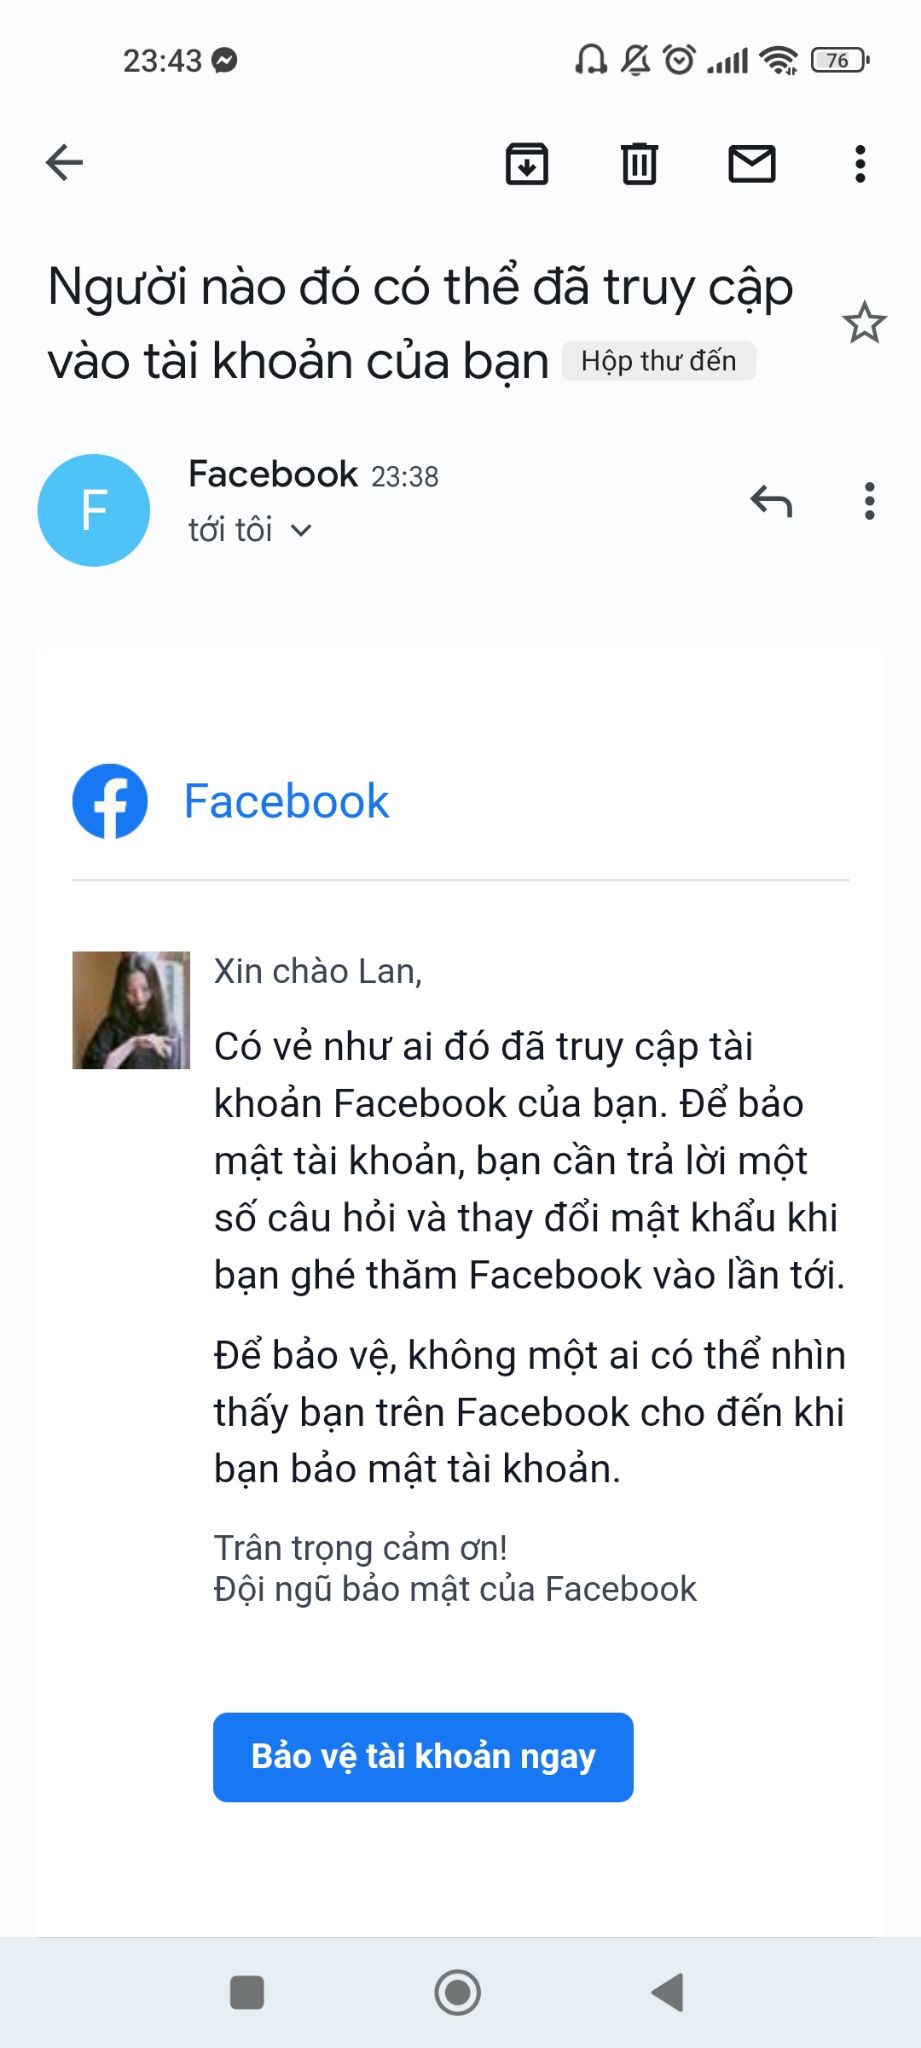 23:43
76
Người nào đó có thể đã truy cập
vào tài khoản của bạn Hộp thư đến
F
Facebook 23:38
tới tôi
Facebook
Xin chào Lan,
Có vẻ như ai đó đã truy cập tài
khoản Facebook của bạn. Để bảo
mật tài khoản, bạn cần trả lời một
số câu hỏi và thay đổi mật khẩu khi
bạn ghé thăm Facebook vào lần tới.
Để bảo vệ, không một ai có thể nhìn
thấy bạn trên Facebook cho đến khi
bạn bảo mật tài khoản.
Trân trọng cảm ơn!
Đội ngũ bảo mật của Facebook
Bảo vệ tài khoản ngay